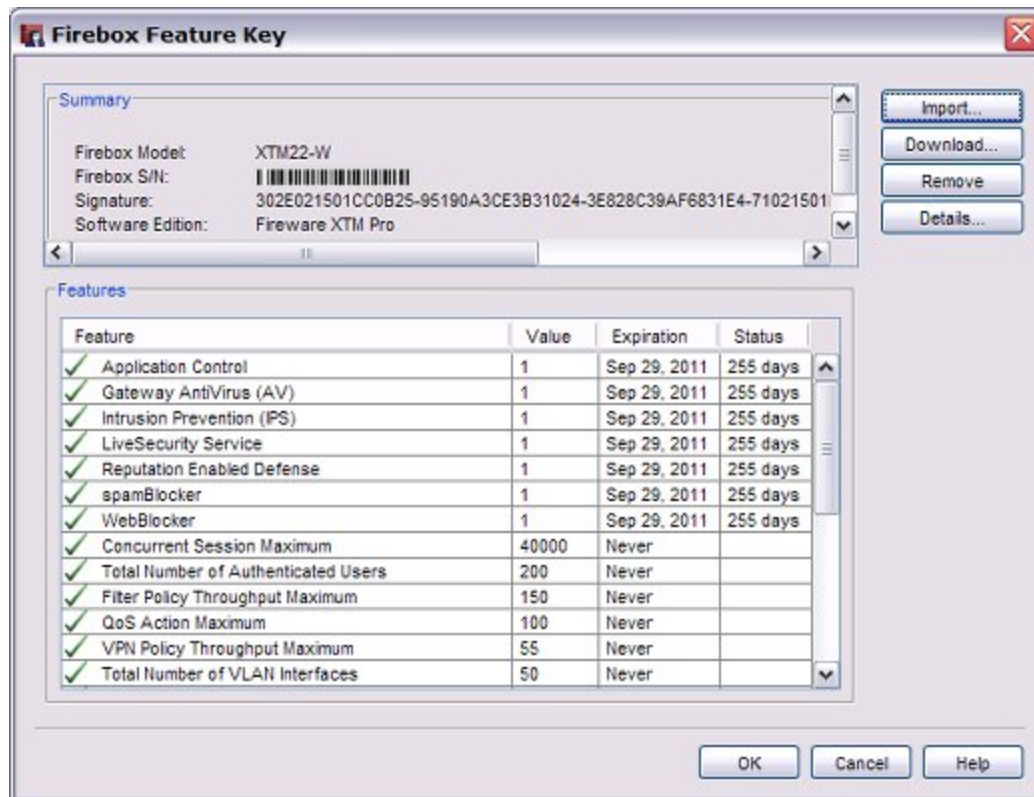 Firebox Feature Key
Summary
Firebox Model: XTM22-W
Firebox S/N:
Signature: 302E021501CC0B25-95190A3CE3B31024-3E828C39AF6831E4-71021501
Software Edition: Fireware XTM Pro
Import...
Download...
Remove
Details...
Features
Feature Value Expiration Status
Application Control 1 Sep 29, 2011 255 days
Gateway AntiVirus (AV) 1 Sep 29, 2011 255 days
Intrusion Prevention (IPS) 1 Sep 29, 2011 255 days
LiveSecurity Service 1 Sep 29, 2011 255 days
Reputation Enabled Defense 1 Sep 29, 2011 255 days
spamBlocker 1 Sep 29, 2011 255 days
WebBlocker 1 Sep 29, 2011 255 days
Concurrent Session Maximum 40000 Never
Total Number of Authenticated Users 200 Never
Filter Policy Throughput Maximum 150 Never
QoS Action Maximum 100 Never
VPN Policy Throughput Maximum 55 Never
Total Number of VLAN Interfaces 50 Never
OK Cancel Help